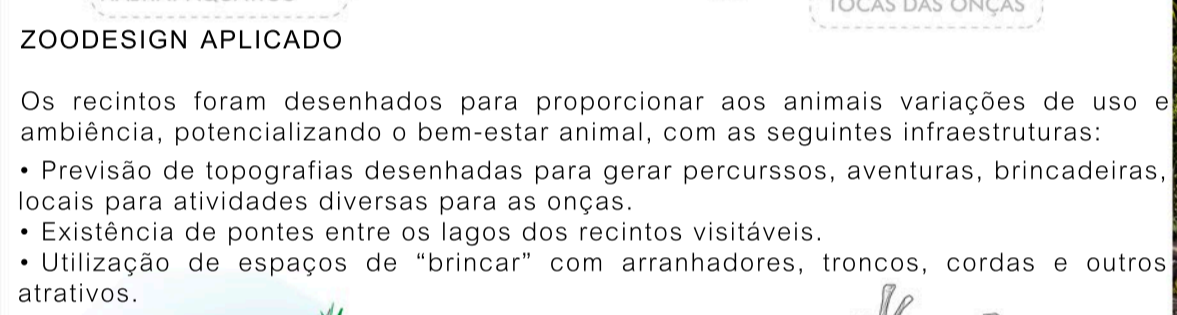 TOCAS DAS ONÇAS
ZOODESIGN APLICADO
Os recintos foram desenhados para proporcionar aos animais variações de uso e
ambiência, potencializando o bem-estar animal, com as seguintes infraestruturas:
• Previsão de topografias desenhadas para gerar percurssos, aventuras, brincadeiras,
locais para atividades diversas para as onças.
• Existência de pontes entre os lagos dos recintos visitáveis.
• Utilização de espaços de “brincar” com arranhadores, troncos, cordas e outros
atrativos.